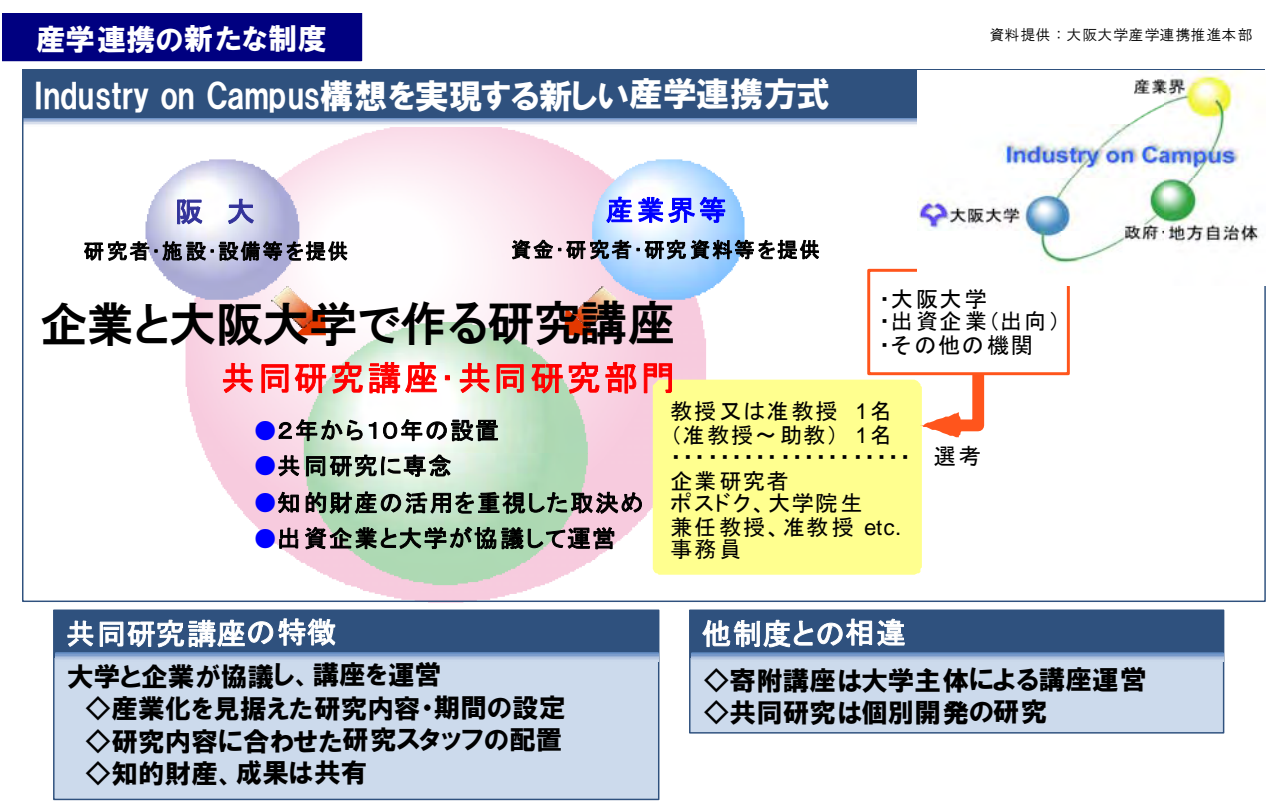 産学連携の新たな制度
資料提供：大阪大学産学連携推進本部
Industry on Campus構想を実現する新しい産学連携方式
産業界
Industry on Campus
大阪大学
政府・地方自治体
阪 大
研究者・施設・設備等を提供
産業界等
資金・研究者・研究資料等を提供
企業と大阪大学で作る研究講座
共同研究講座・共同研究部門
●2年から10年の設置
●共同研究に専念
●知的財産の活用を重視した取決め
●出資企業と大学が協議して運営
・大阪大学
・出資企業（出向）
・その他の機関
選考
教授又は准教授 1名
（准教授～助教） 1名
・・・・・・・・・・・・・・・・・・・・
企業研究者
ポスドク、大学院生
兼任教授、准教授 etc.
事務員
共同研究講座の特徴
大学と企業が協議し、講座を運営
◇産業化を見据えた研究内容・期間の設定
◇研究内容に合わせた研究スタッフの配置
◇知的財産、成果は共有
他制度との相違
◇寄附講座は大学主体による講座運営
◇共同研究は個別開発の研究